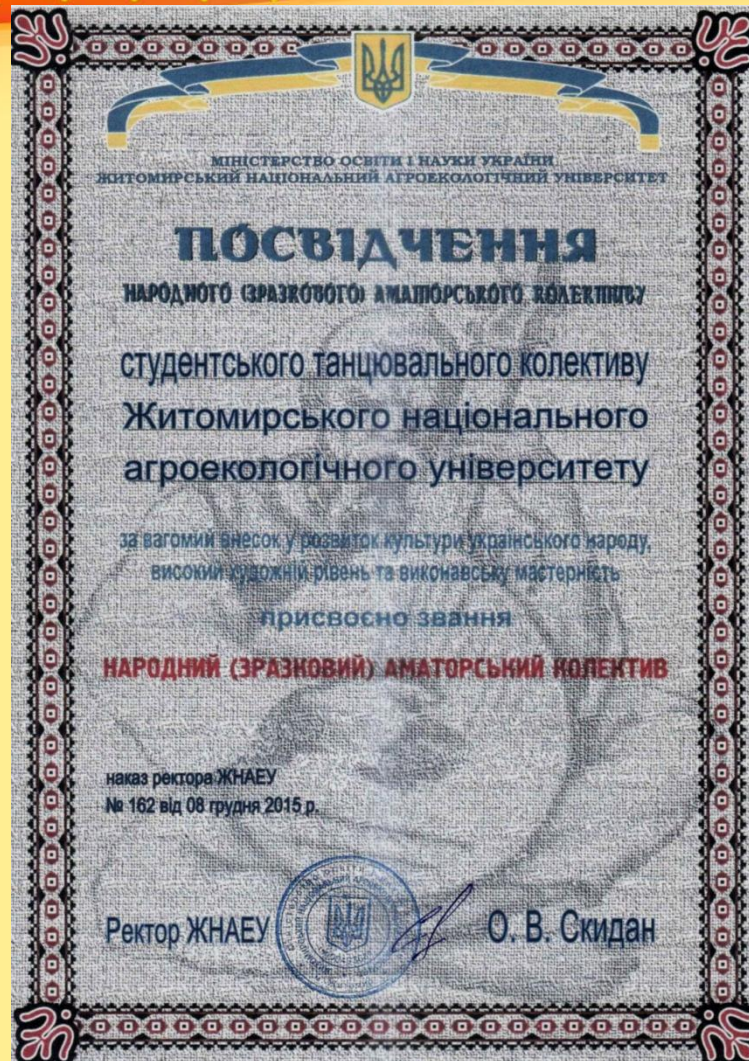 МІНІСТЕРСТВО ОСВІТИ І НАУКИ УКРАЇНИ
ЖИТОМИРСЬКИЙ НАЦІОНАЛЬНИЙ АГРОЕКОЛОГІЧНИЙ УНІВЕРСИТЕТ
ПОСВІДЧЕННЯ
НАРОДНОГО (ЗРАЗКОВОГО) АМАТОРСЬКОГО КОЛЕКТИВУ
студентського танцювального колективу
Житомирського національного
агроекологічного університету
за вагомий внесок у розвиток культури українського народу,
високий художній рівень та виконавську мастерність
присвоєно звання
НАРОДНИЙ (ЗРАЗКОВИЙ) АМАТОРСЬКИЙ КОЛЕКТИВ
наказ ректора ЖНАЕУ
№ 162 від 08 грудня 2015 р.
Ректор ЖНАЕУ
О. В. Скидан